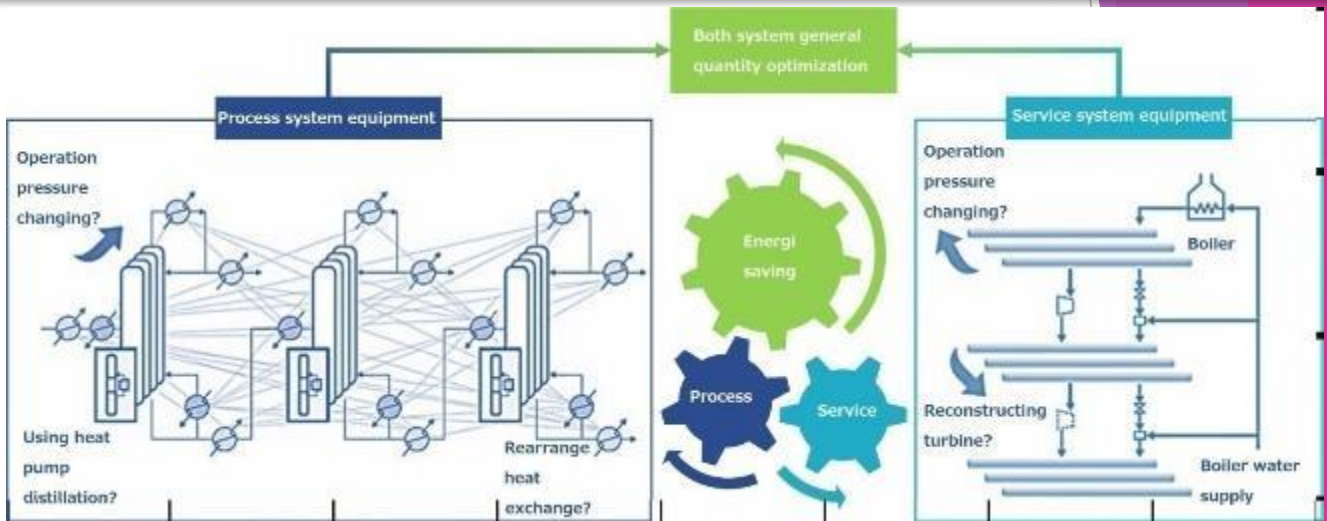 Both system general
quantity optimization
Process system equipment
Service system equipment
Operation
pressure
changing?
Using heat
pump
distillation?
Rearrange
heat
exchange?
Energi
saving
Process
Service
Operation
pressure
changing?
Boiler
Reconstructing
turbine?
Boiler water
supply